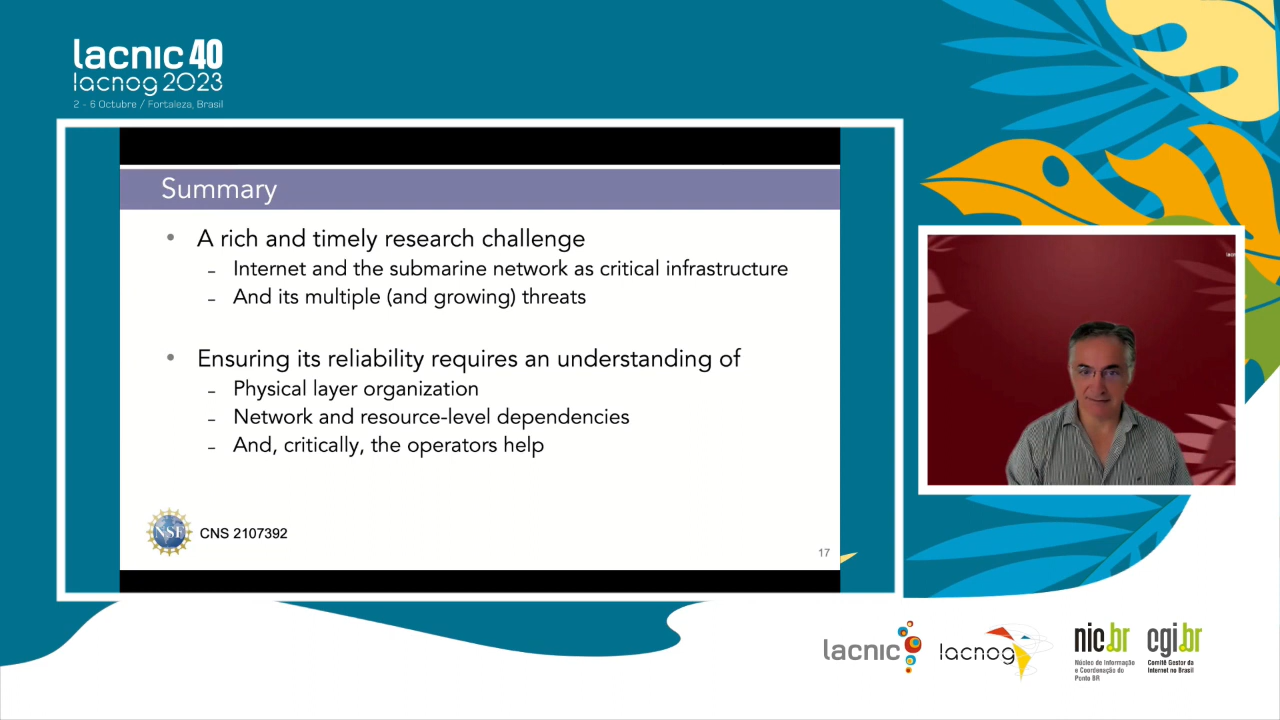 lacnic 40
lacnog 2023
2 - 6 Octubre / Fortaleza, Brasil
Summary
• A rich and timely research challenge
– Internet and the submarine network as critical infrastructure
– And its multiple (and growing) threats
• Ensuring its reliability requires an understanding of
– Physical layer organization
– Network and resource-level dependencies
– And, critically, the operators help
NSF
CNS 2107392
17
lacnic
lacnog
nic.br
Núcleo de Informação
e Coordenação do
Ponto BR
cgi.br
Comitê Gestor da
Internet no Brasil